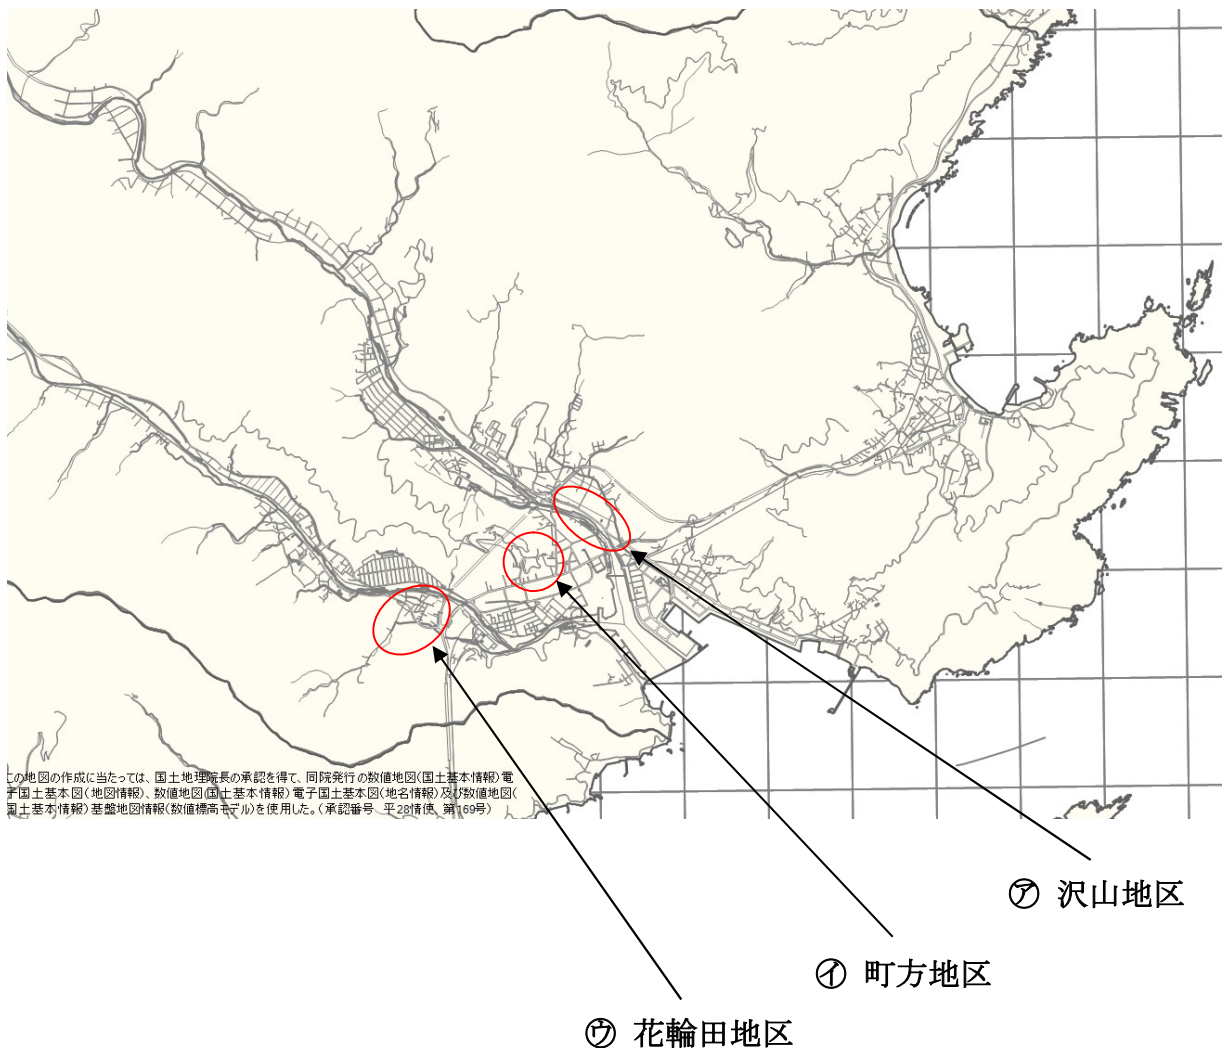 この地図の作成に当たっては、国土地理院長の承認を得て、同院発行の数値地図(国土基本情報)電
子国土基本図(地図情報)、数値地図(国土基本情報)電子国土基本図(地名情報)及び数値地図(
国土基本情報)基盤地図情報(数値標高モデル)を使用した。(承認番号 平28情使、第169号)
㋐ 沢山地区
㋑ 町方地区
㋒ 花輪田地区